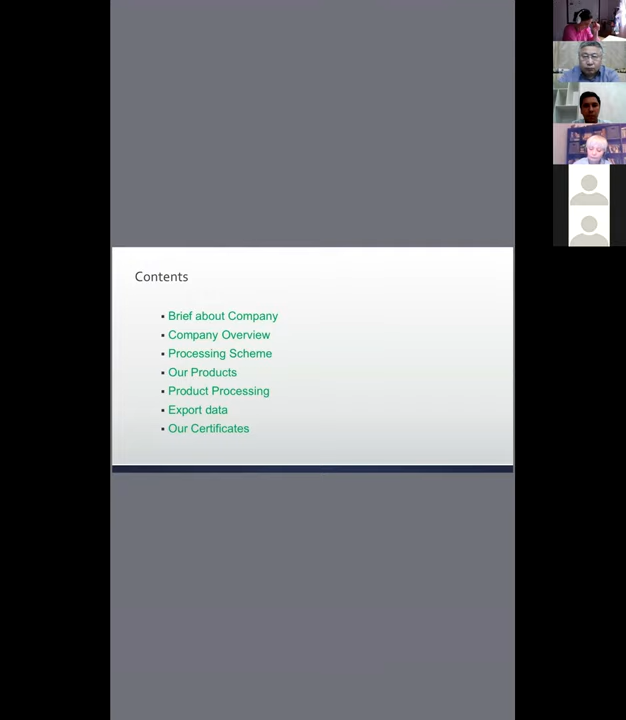 Contents
Brief about Company
Company Overview
Processing Scheme
Our Products
Product Processing
Export data
Our Certificates